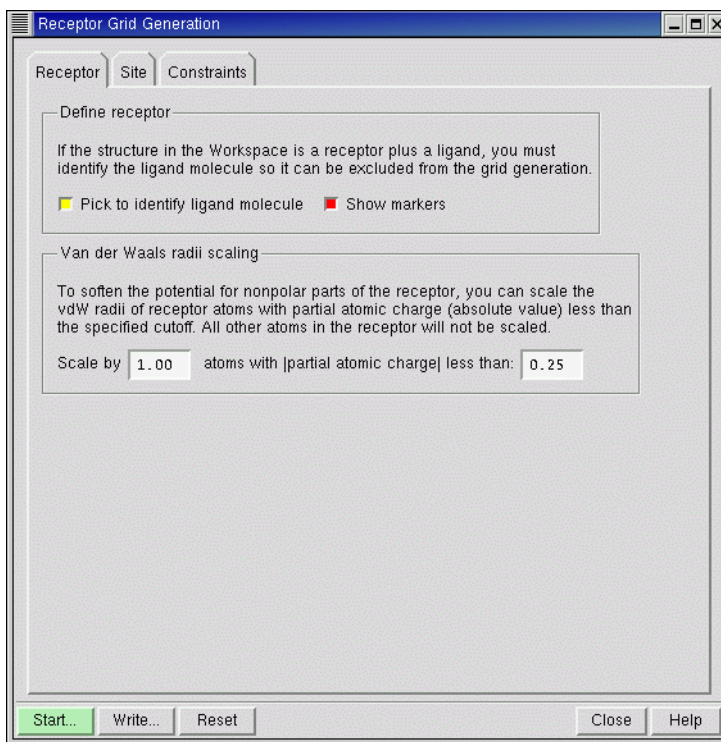 Receptor Grid Generation
Receptor Site Constraints
Define receptor
If the structure in the Workspace is a receptor plus a ligand, you must
identify the ligand molecule so it can be excluded from the grid generation.
Pick to identify ligand molecule Show markers
Van der Waals radii scaling
To soften the potential for nonpolar parts of the receptor, you can scale the
vdW radii of receptor atoms with partial atomic charge (absolute value) less than
the specified cutoff. All other atoms in the receptor will not be scaled.
Scale by 1.00 atoms with |partial atomic charge| less than: 0.25
Start... Write... Reset Close Help